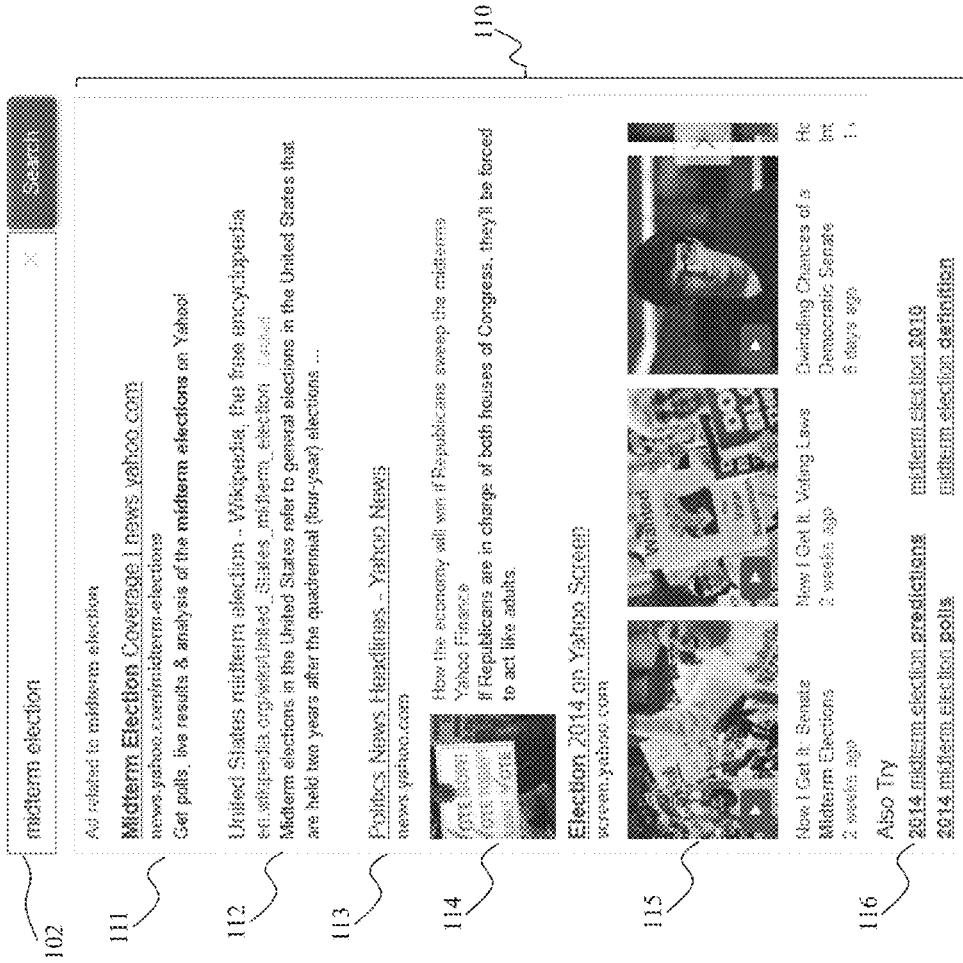 102
midterm election
X
Search
110
Ad related to midterm election
111
Midterm Election Coverage | news.yahoo.com
news.yahoo.com/midterm-elections
Get polls, live results & analysis of the midterm elections on Yahoo!
112
United States midterm election - Wikipedia, the free encyclopedia
en.wikipedia.org/wiki/United_States_midterm_election
Midterm elections in the United States refer to general elections in the United States that
are held two years after the quadrennial (four-year) elections ...
113
Politics News Headlines - Yahoo News
news.yahoo.com
114
How the economy will win if Republicans sweep the midterms
Yahoo Finance
If Republicans are in charge of both houses of Congress, they'll be forced
to act like adults.
Election 2014 on Yahoo Screen
screen.yahoo.com
115
Now I Get It: Senate
Midterm Elections
2 weeks ago
Now I Get It: Voting Laws
2 weeks ago
Dwindling Chances of a
Democratic Senate
6 days ago
Int
Also Try
116
2014 midterm election predictions
midterm election 2010
2014 midterm election polls
midterm election definition